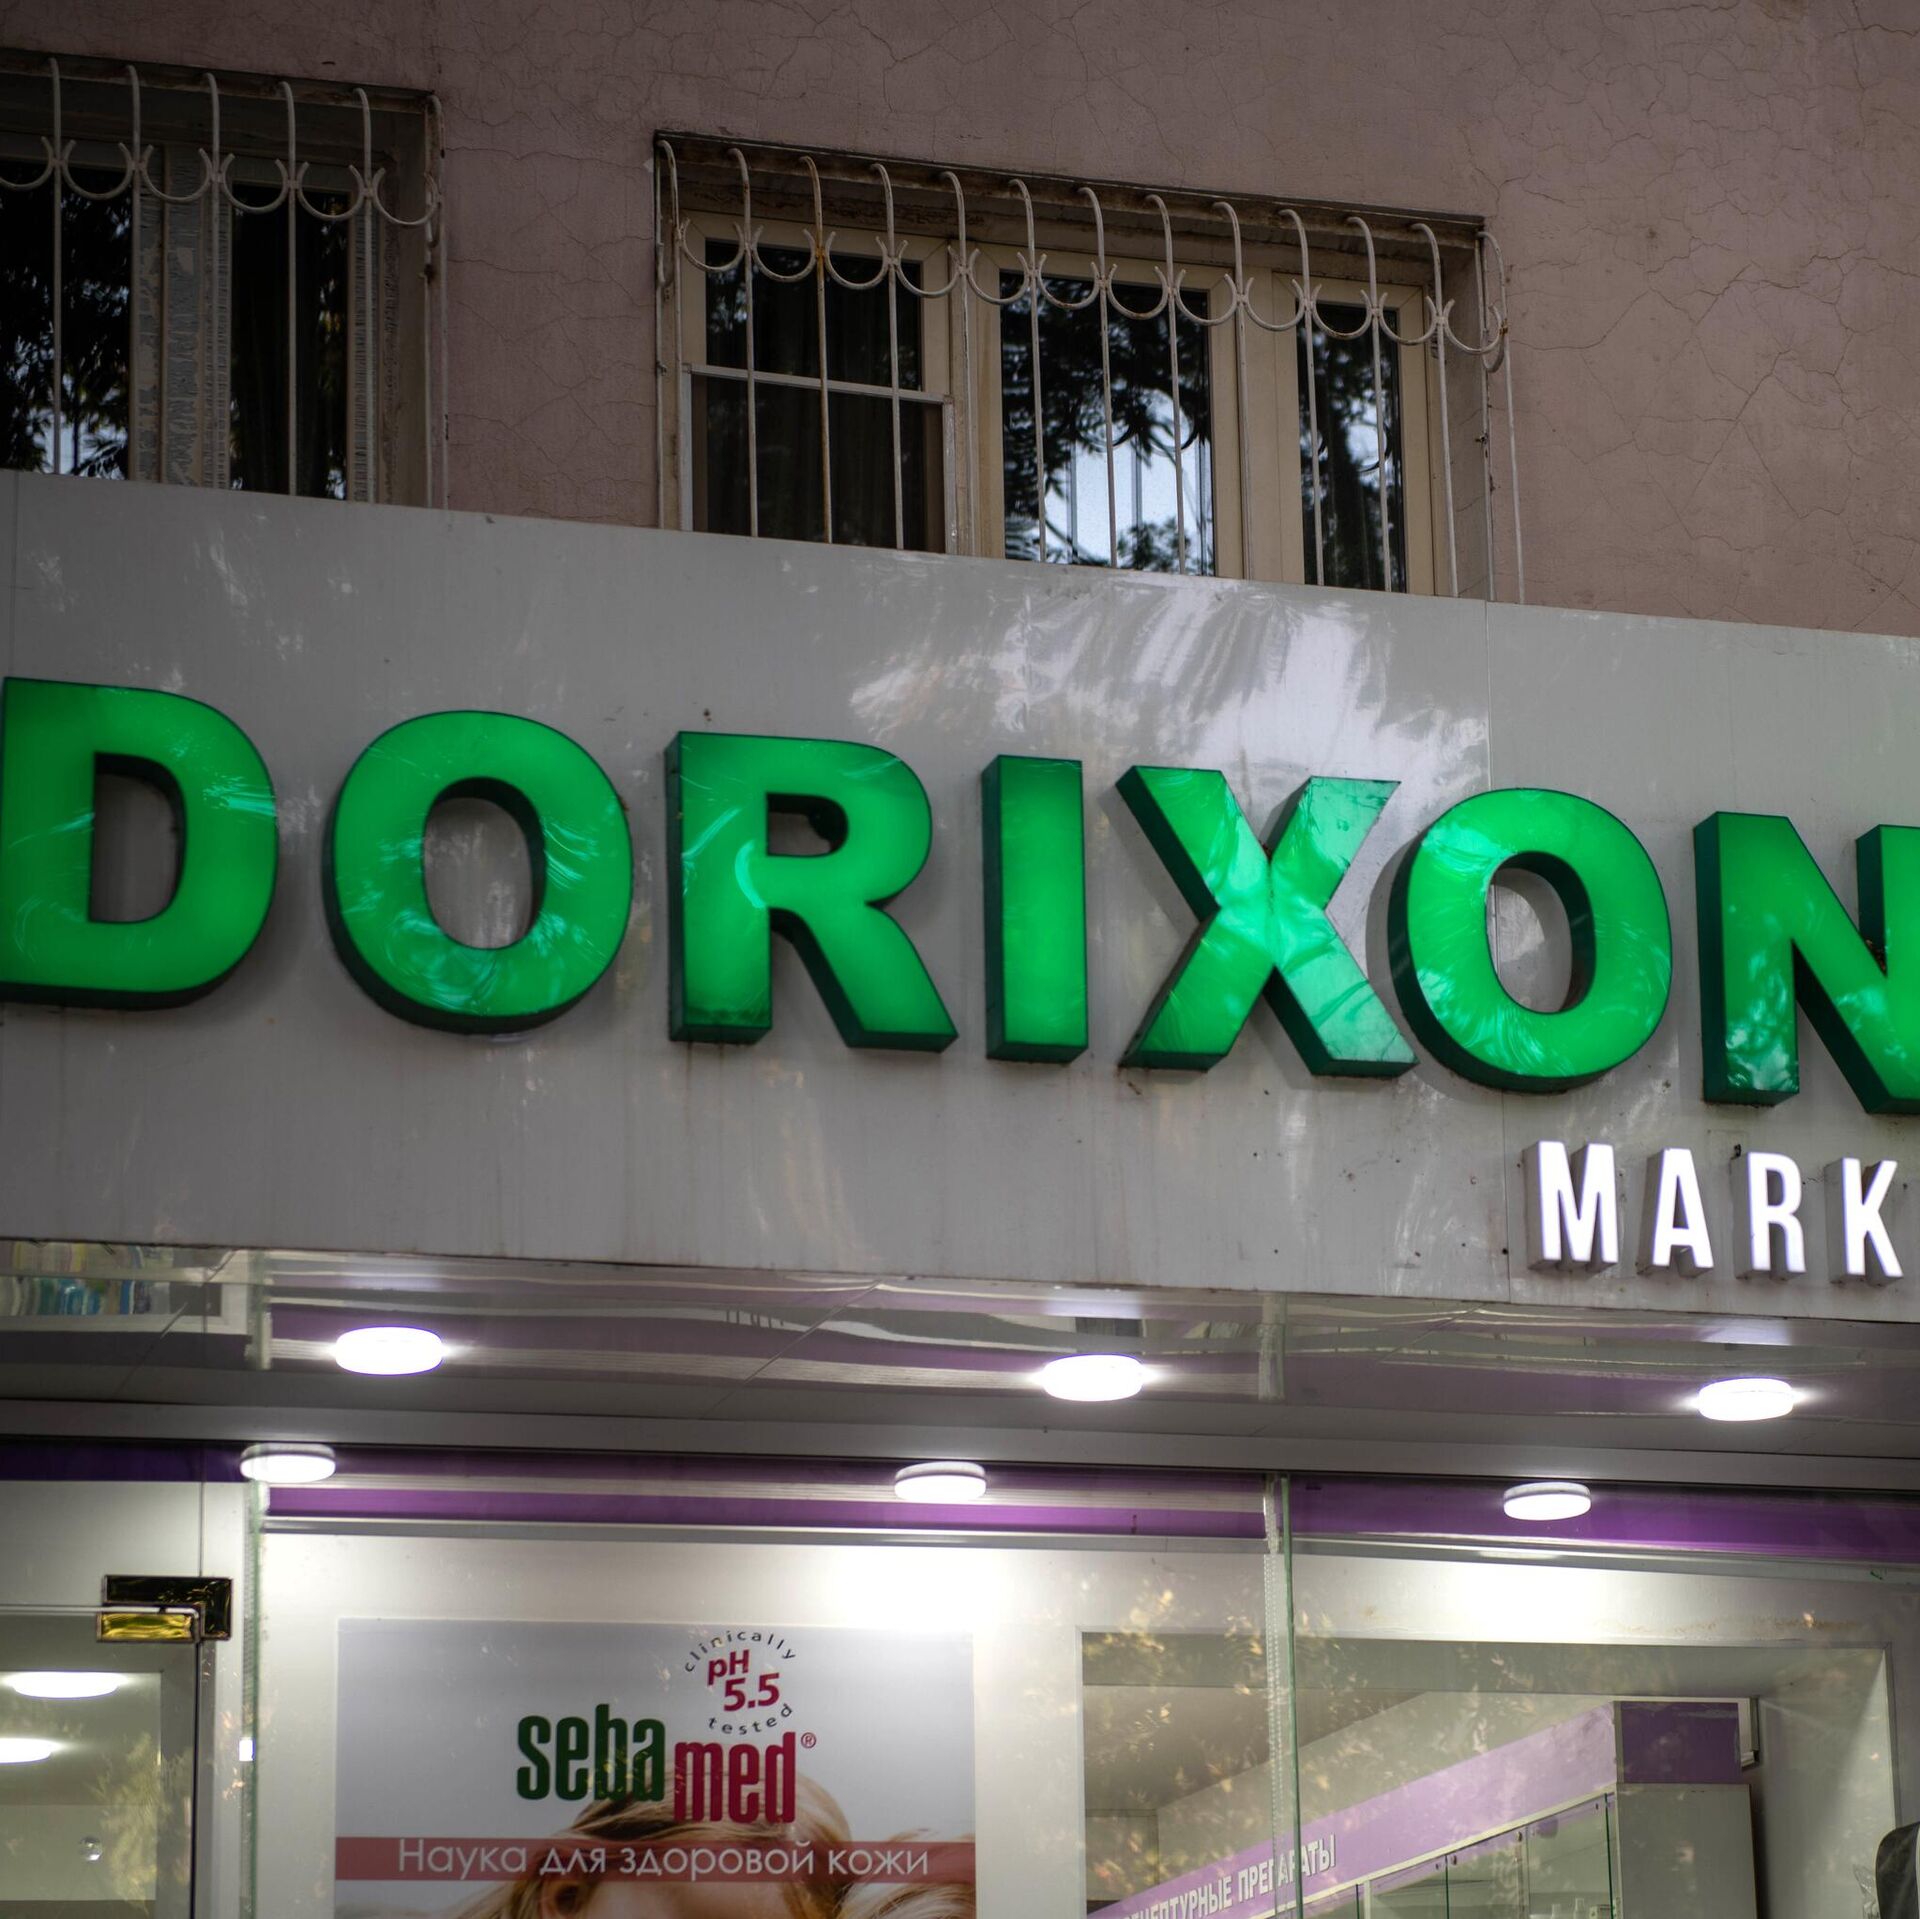 DORIXON
MARK
clinically
pH
5.5
tested
sebamed®
Наука для здоровой кожи